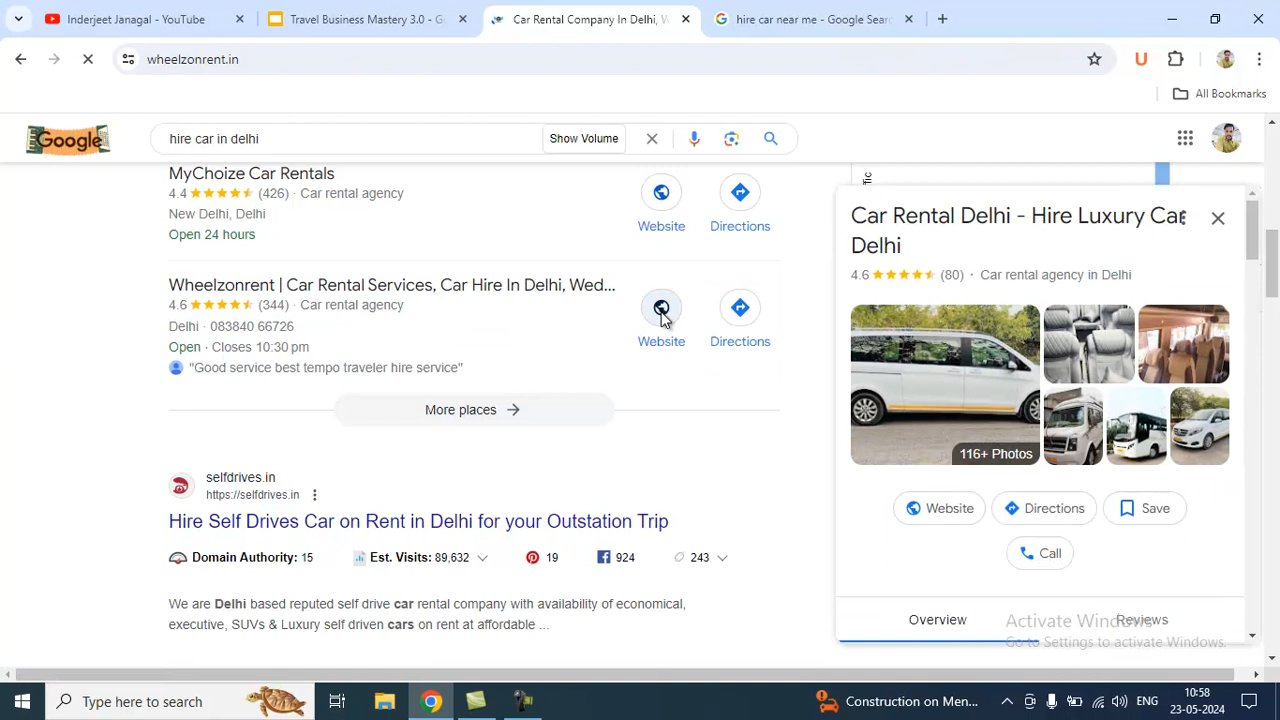 Inderjeet Janagal - YouTube
Travel Business Mastery 3.0 - G
Car Rental Company In Delhi, W
hire car near me - Google Sear
wheelzonrent.in
U
All Bookmarks
Google
hire car in delhi
Show Volume
MyChoize Car Rentals
4.4 (426) · Car rental agency
New Delhi, Delhi
Open 24 hours
Website
Directions
Wheelzonrent | Car Rental Services, Car Hire In Delhi, Wed...
4.6 (344) · Car rental agency
Delhi · 083840 66726
Open · Closes 10:30 pm
"Good service best tempo traveler hire service"
Website
Directions
More places
selfdrives.in
https://selfdrives.in
Hire Self Drives Car on Rent in Delhi for your Outstation Trip
Domain Authority: 15
Est. Visits: 89,632
19
924
243
We are Delhi based reputed self drive car rental company with availability of economical,
executive, SUVs & Luxury self driven cars on rent at affordable ...
Car Rental Delhi - Hire Luxury Car
Delhi
4.6 (80) · Car rental agency in Delhi
116+ Photos
Website
Directions
Save
Call
Overview
Reviews
Activate Windows
Go to Settings to activate Windows.
Type here to search
Construction on Men...
ENG
10:58
23-05-2024